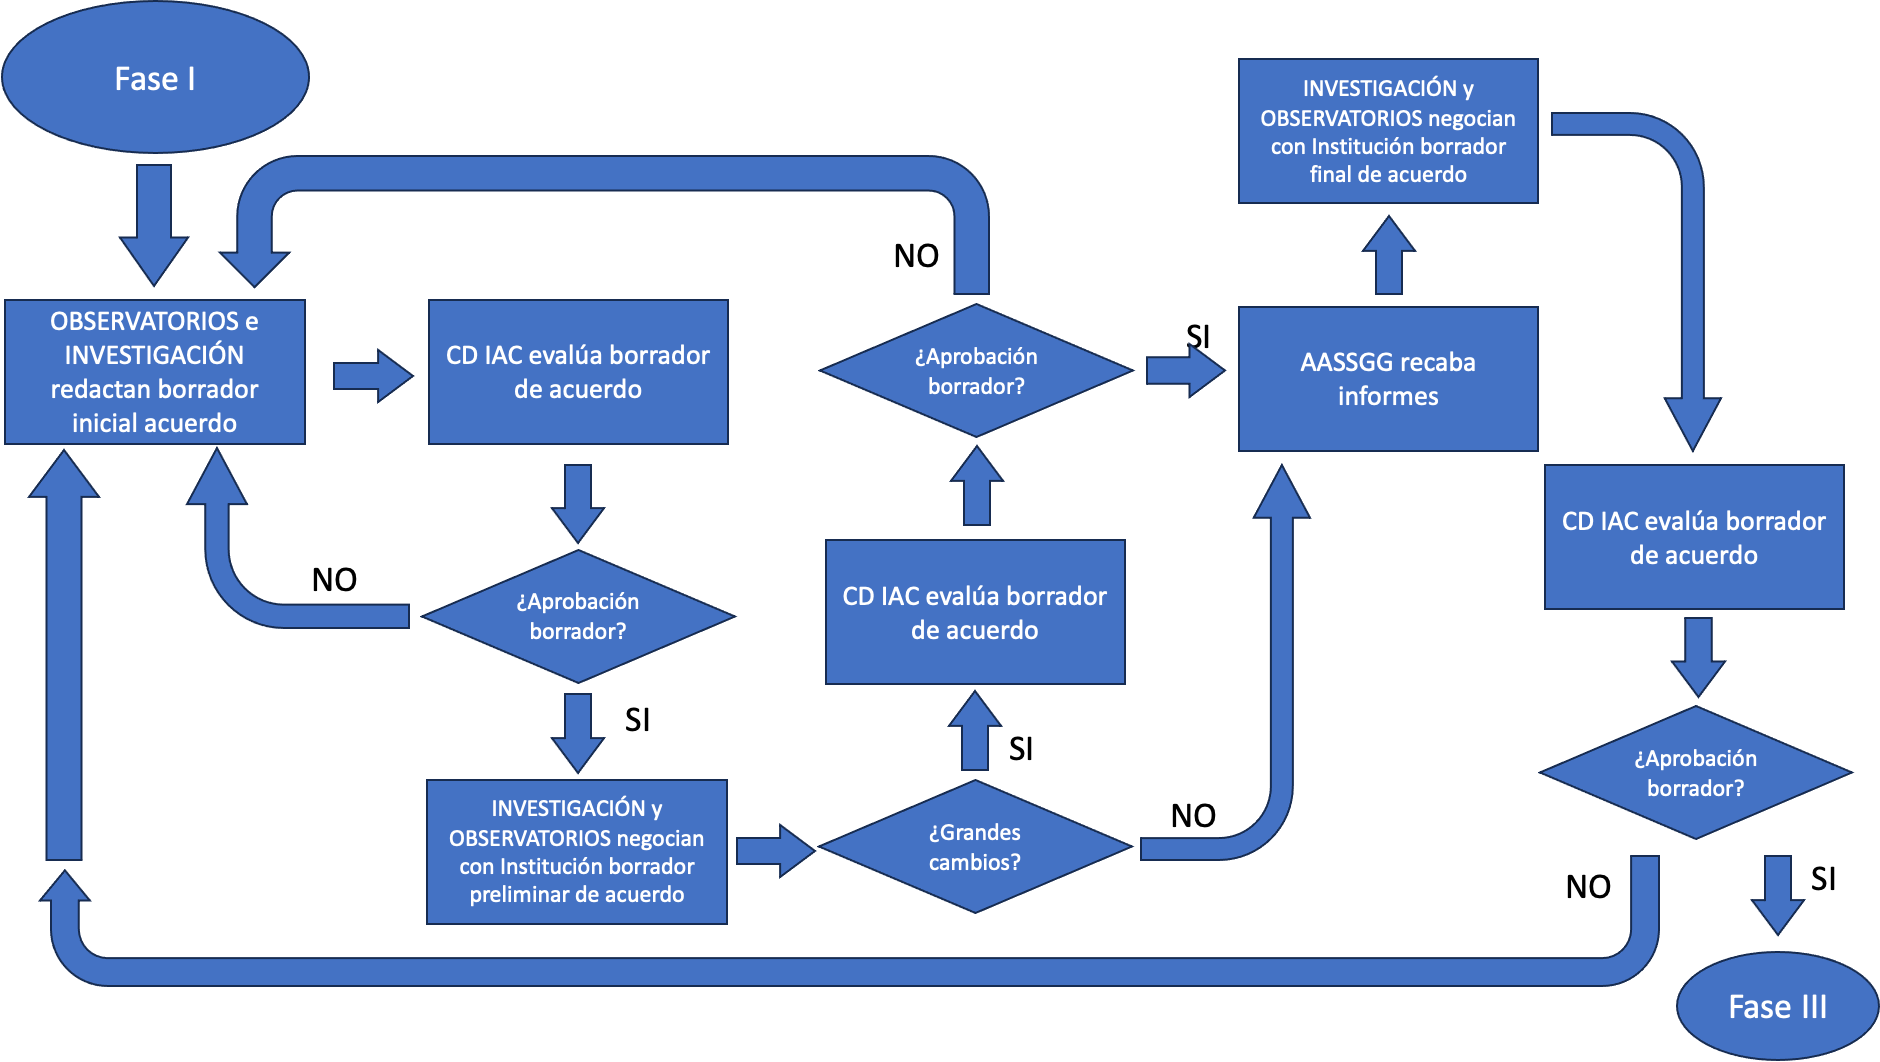 Fase I
OBSERVATORIOS e
INVESTIGACIÓN
redactan borrador
inicial acuerdo
CD IAC evalúa borrador
de acuerdo
NO
¿Aprobación
borrador?
SI
INVESTIGACIÓN y
OBSERVATORIOS negocian
con Institución borrador
preliminar de acuerdo
¿Grandes
cambios?
SI
NO
CD IAC evalúa borrador
de acuerdo
¿Aprobación
borrador?
NO
SI
AASSGG recaba
informes
INVESTIGACIÓN y
OBSERVATORIOS negocian
con Institución borrador
final de acuerdo
CD IAC evalúa borrador
de acuerdo
¿Aprobación
borrador?
NO
SI
Fase III